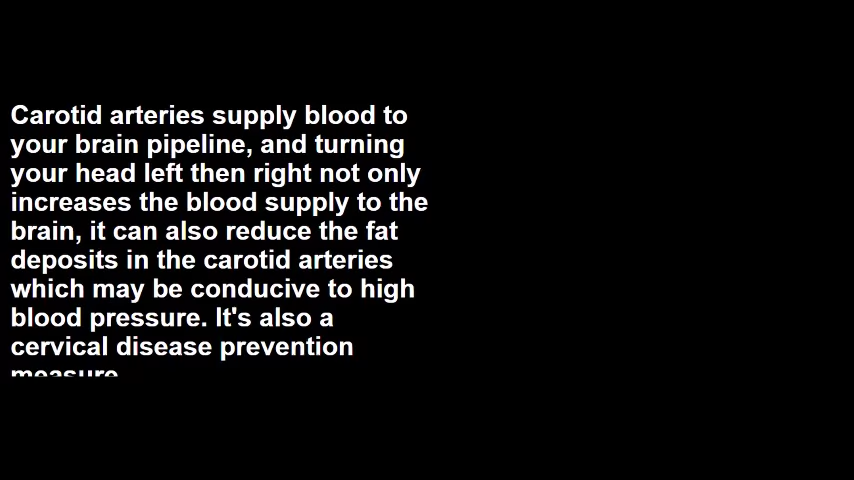 Carotid arteries supply blood to
your brain pipeline, and turning
your head left then right not only
increases the blood supply to the
brain, it can also reduce the fat
deposits in the carotid arteries
which may be conducive to high
blood pressure. It's also a
cervical disease prevention
measure